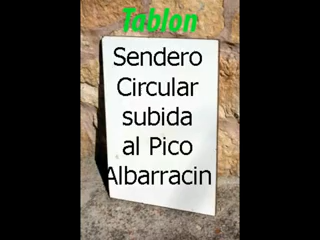 Tablon
Sendero
Circular
subida
al Pico
Albarracin